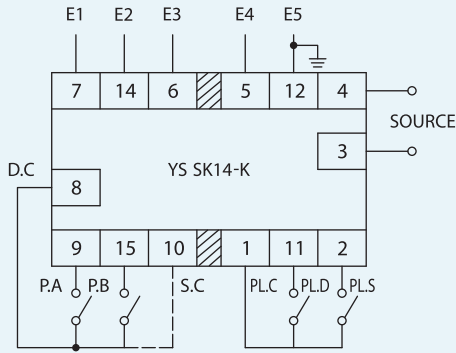 E1 E2 E3 E4 E5
7 14 6 5 12 4
SOURCE
3
D.C
YS SK14-K
8
9 15 10 1 11 2
P.A P.B S.C PL.C PL.D PL.S